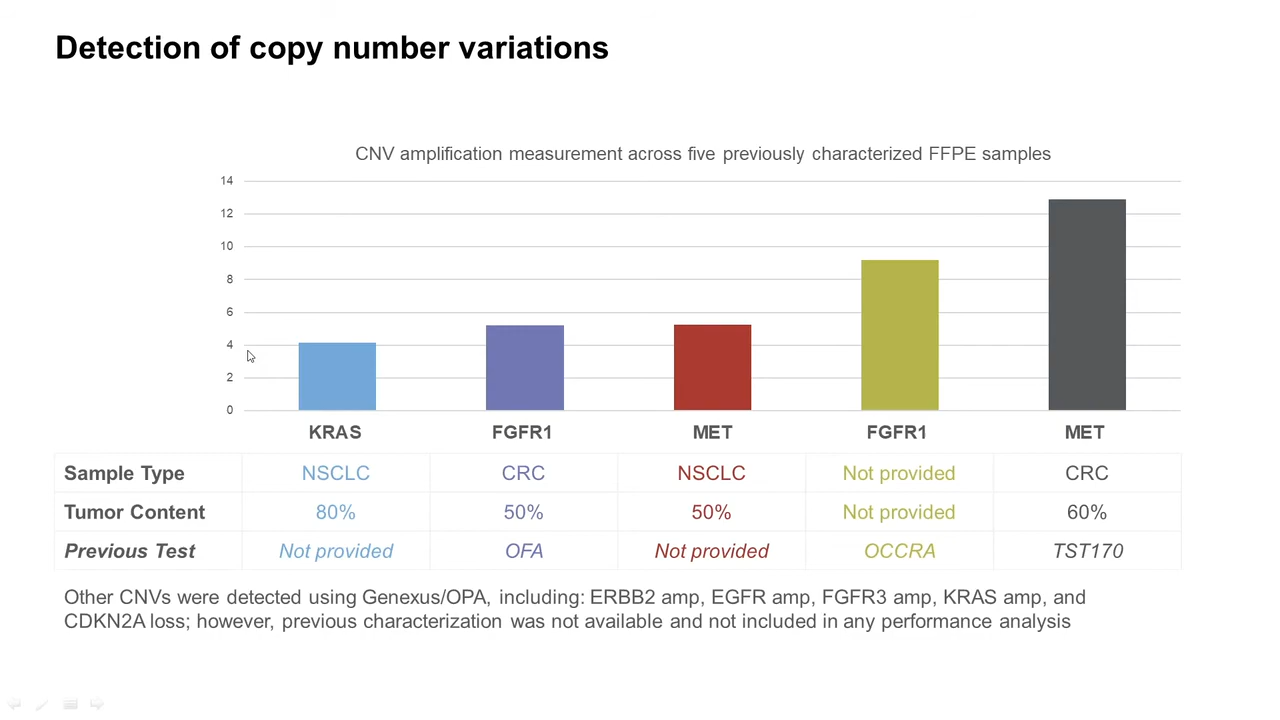 Detection of copy number variations
CNV amplification measurement across five previously characterized FFPE samples
14
12
10
8
6
4
2
0
KRAS FGFR1 MET FGFR1 MET
Sample Type NSCLC CRC NSCLC Not provided CRC
Tumor Content 80% 50% 50% Not provided 60%
Previous Test Not provided OFA Not provided OCCRA TST170
Other CNVs were detected using Genexus/OPA, including: ERBB2 amp, EGFR amp, FGFR3 amp, KRAS amp, and
CDKN2A loss; however, previous characterization was not available and not included in any performance analysis